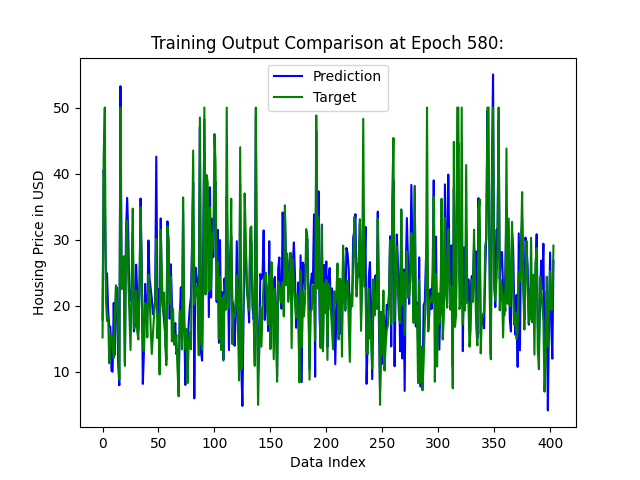 Training Output Comparison at Epoch 580:
Prediction
Target
Housing Price in USD
50
40
30
20
10
0 50 100 150 200 250 300 350 400
Data Index